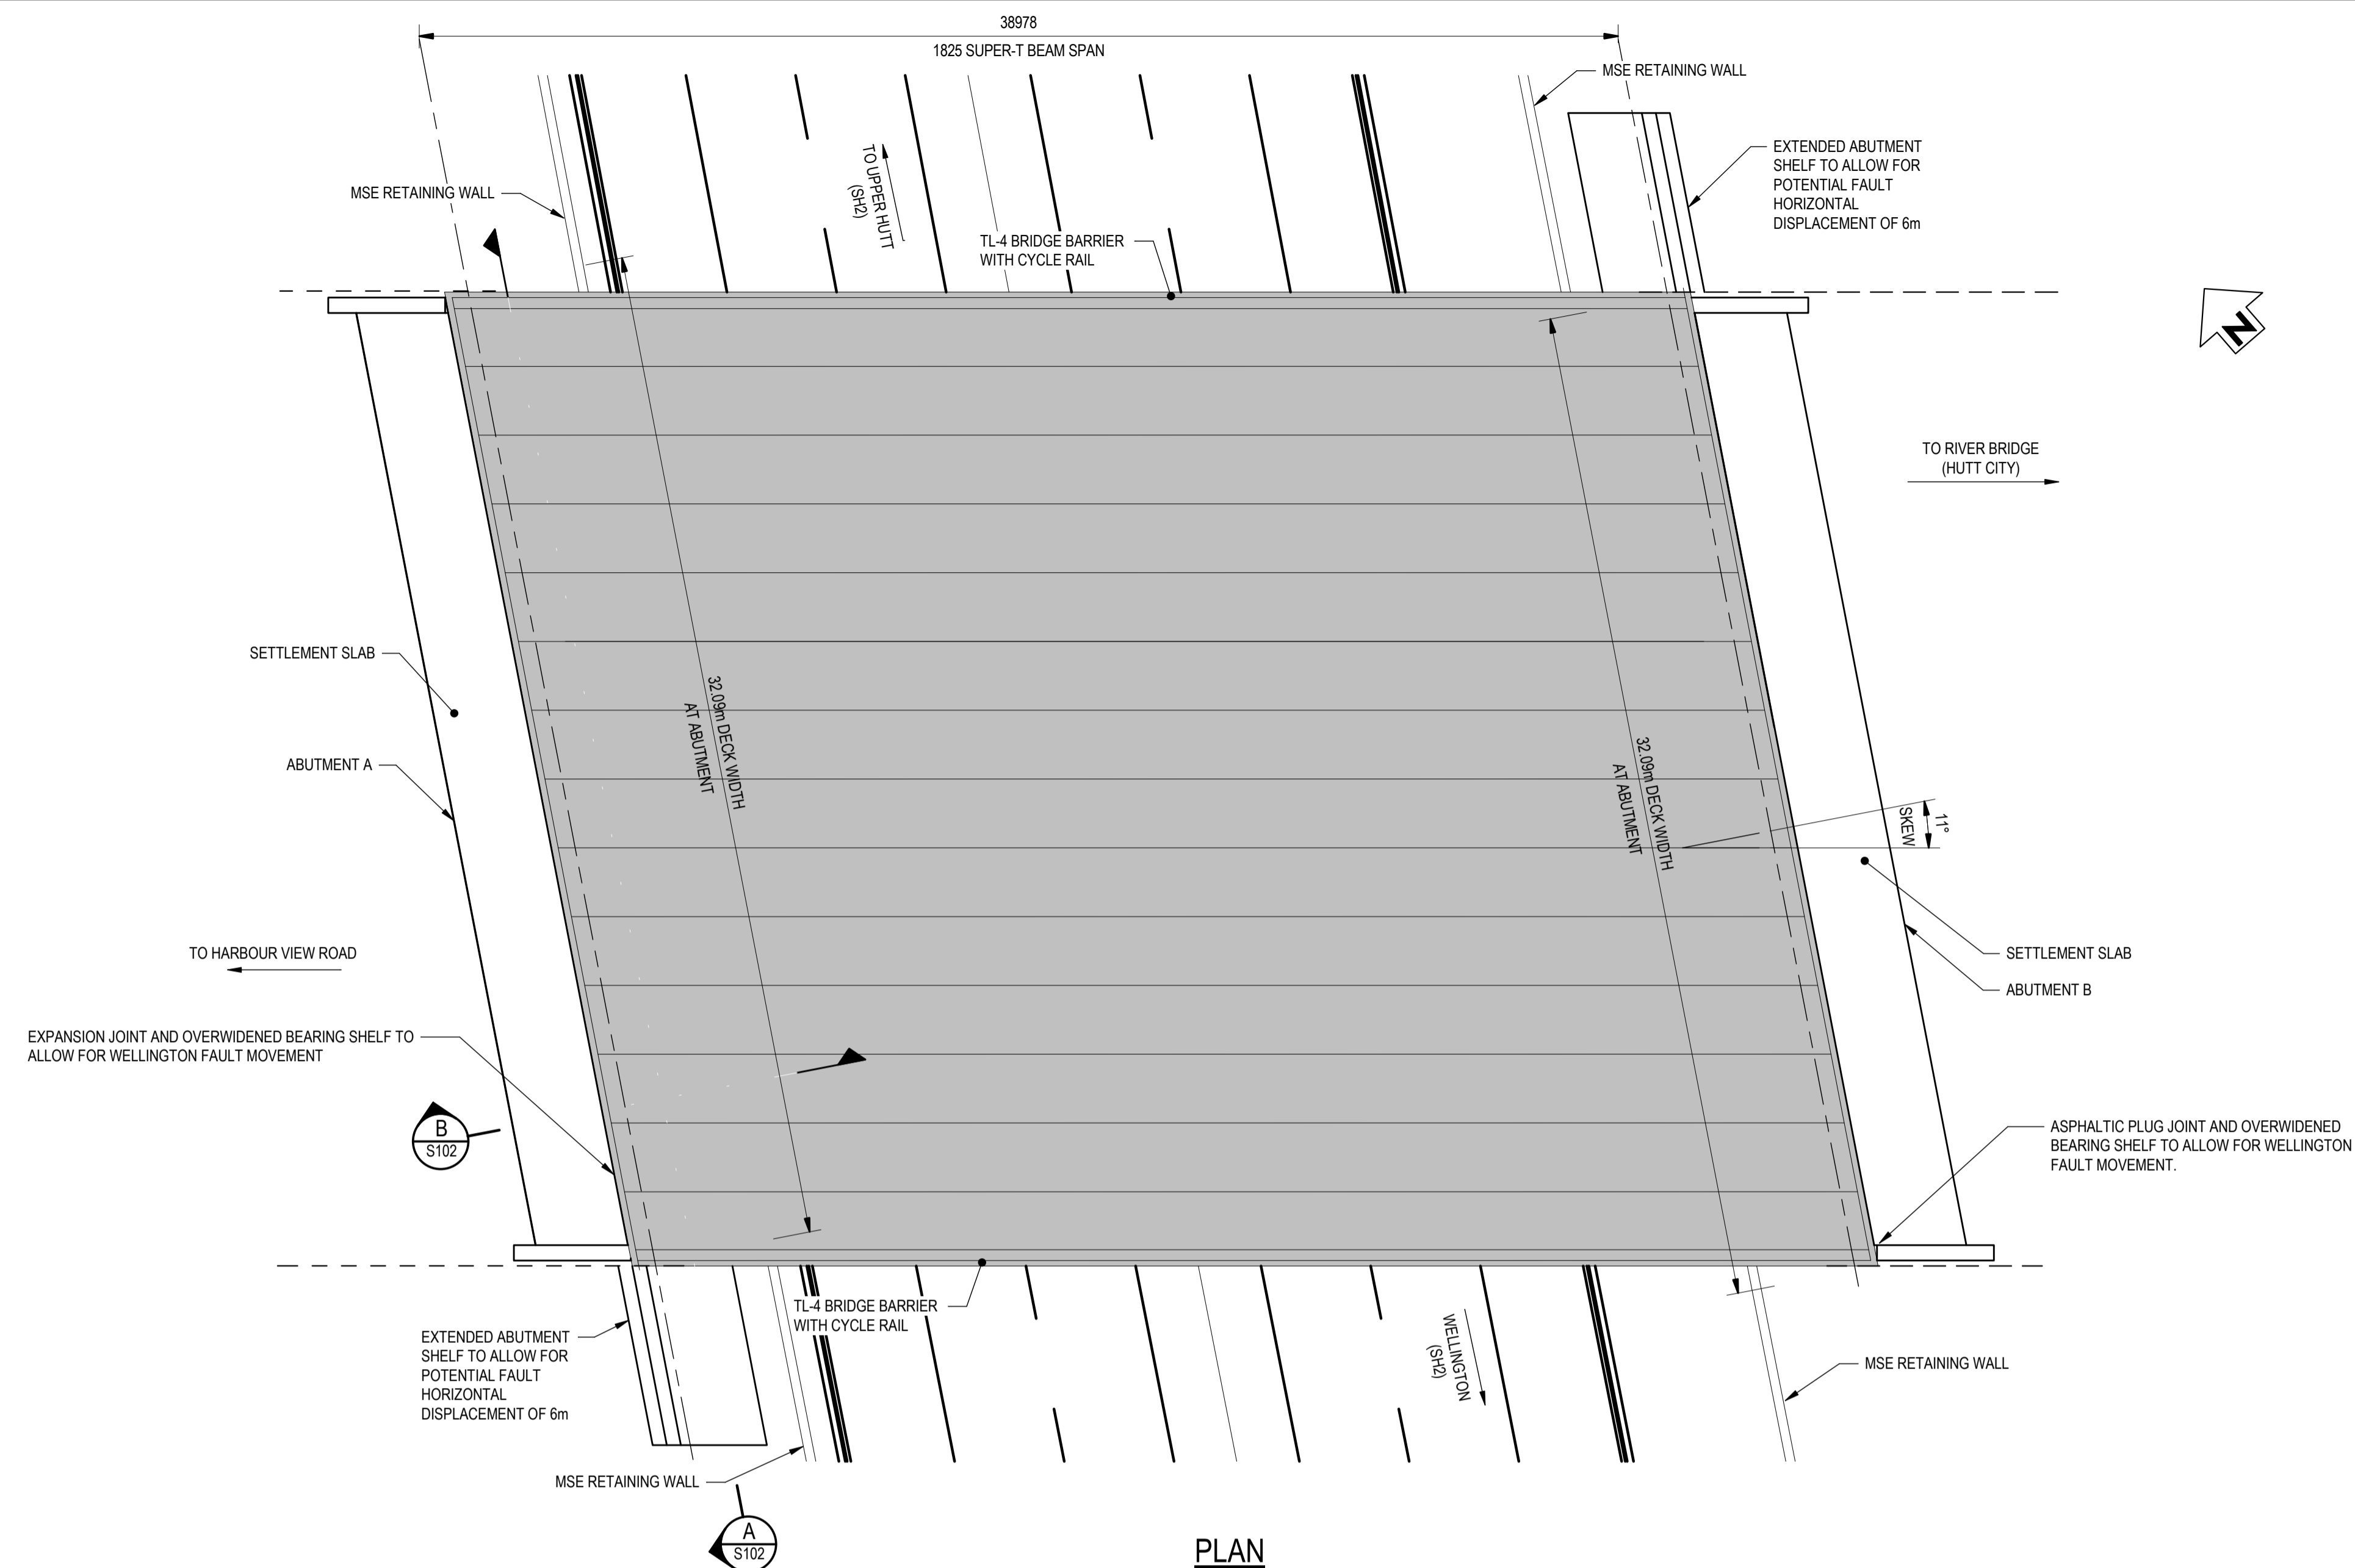 38978
1825 SUPER-T BEAM SPAN
MSE RETAINING WALL
EXTENDED ABUTMENT
SHELF TO ALLOW FOR
POTENTIAL FAULT
HORIZONTAL
DISPLACEMENT OF 6m
MSE RETAINING WALL
TO UPPER HUTT
(SH2)
TL-4 BRIDGE BARRIER
WITH CYCLE RAIL
N
TO RIVER BRIDGE
(HUTT CITY)
SETTLEMENT SLAB
32.09m DECK WIDTH
AT ABUTMENT
32.09m DECK WIDTH
AT ABUTMENT
ABUTMENT A
11°
SKEW
TO HARBOUR VIEW ROAD
SETTLEMENT SLAB
ABUTMENT B
EXPANSION JOINT AND OVERWIDENED BEARING SHELF TO
ALLOW FOR WELLINGTON FAULT MOVEMENT
B
S102
ASPHALTIC PLUG JOINT AND OVERWIDENED
BEARING SHELF TO ALLOW FOR WELLINGTON
FAULT MOVEMENT.
TL-4 BRIDGE BARRIER
WITH CYCLE RAIL
EXTENDED ABUTMENT
SHELF TO ALLOW FOR
POTENTIAL FAULT
HORIZONTAL
DISPLACEMENT OF 6m
WELLINGTON
(SH2)
MSE RETAINING WALL
MSE RETAINING WALL
A
S102
PLAN